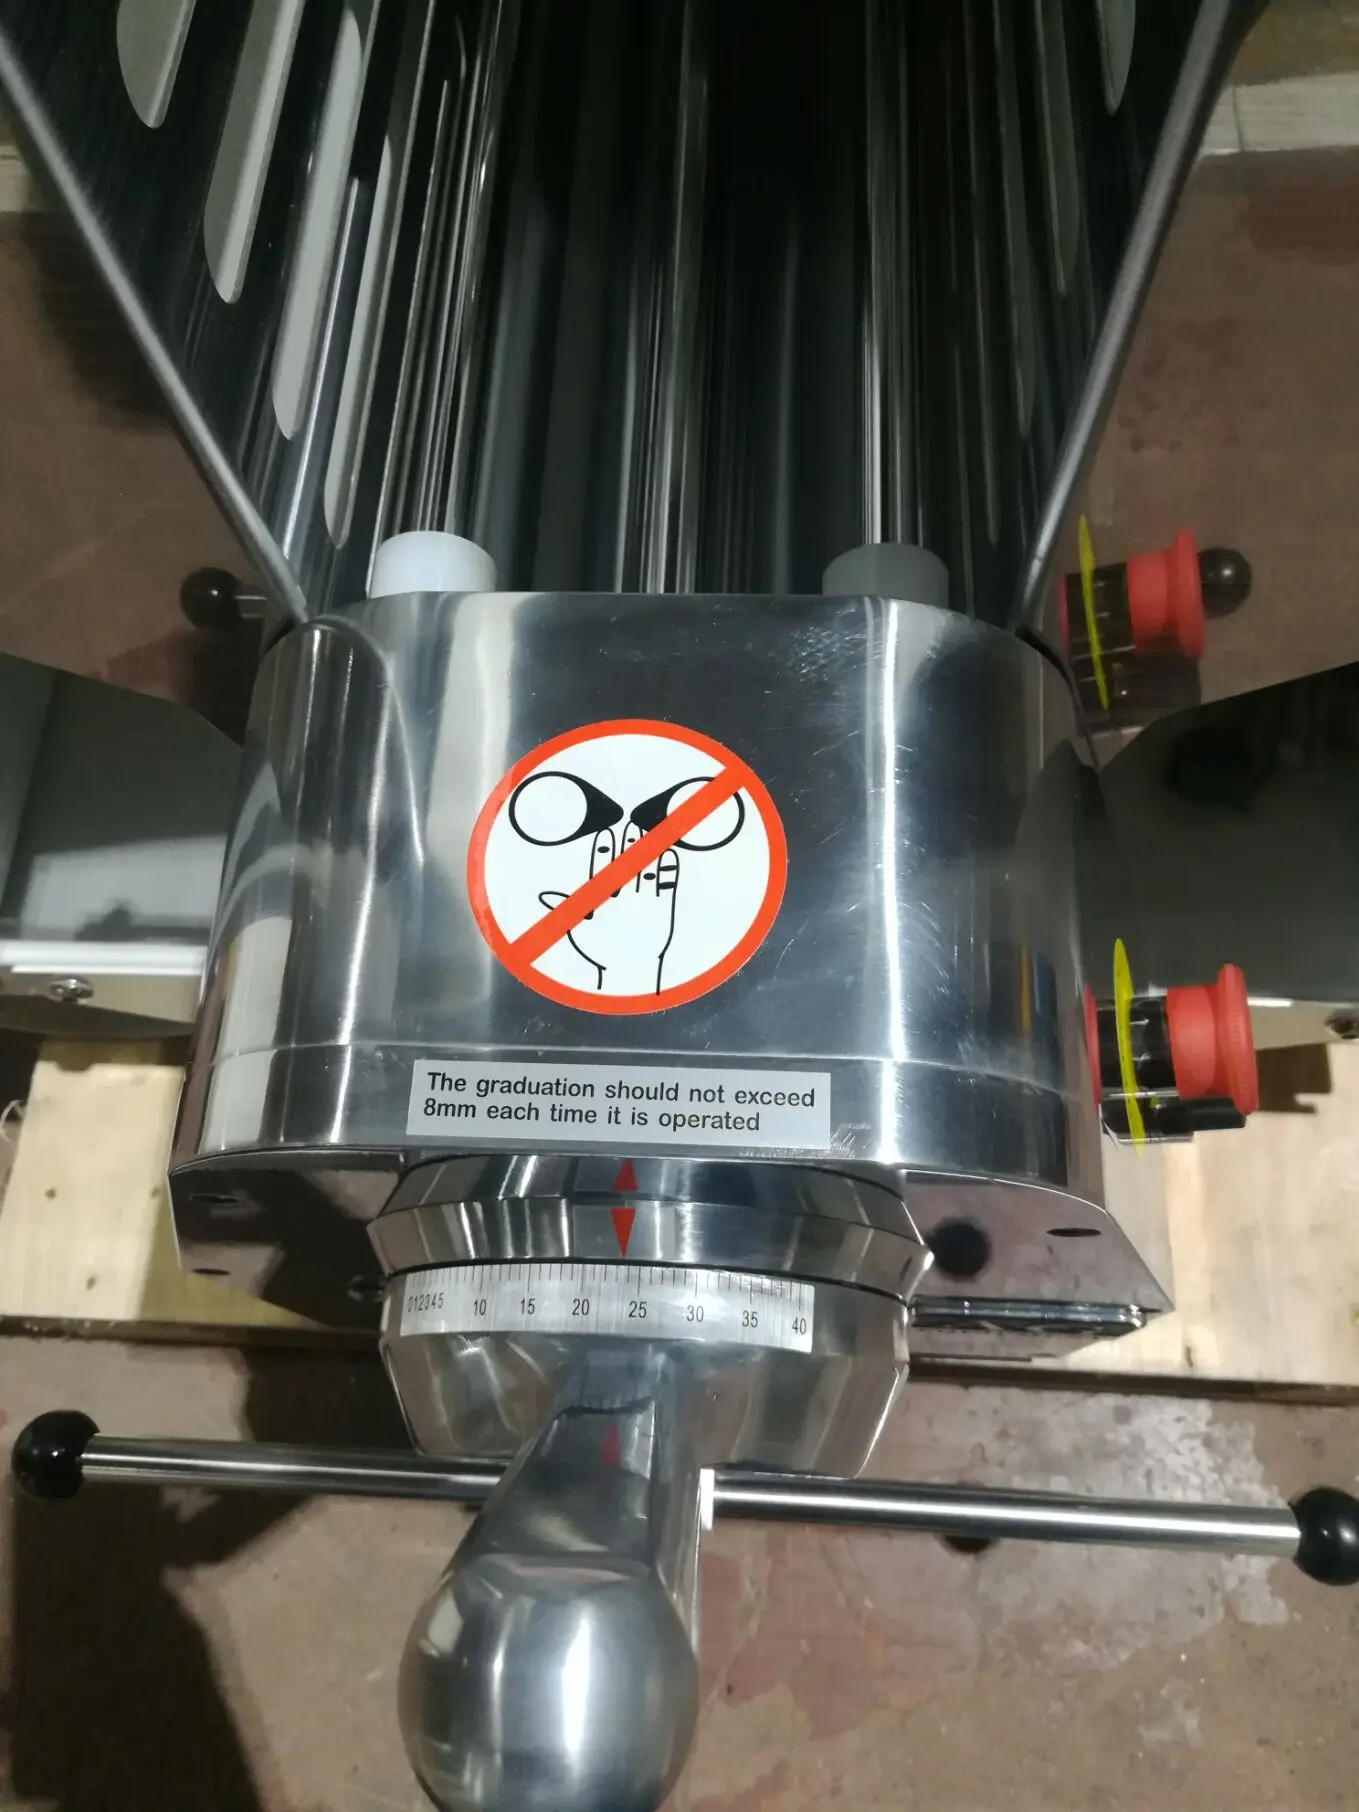 The graduation should not exceed
8mm each time it is operated
012345 10 15 20 25 30 35 40